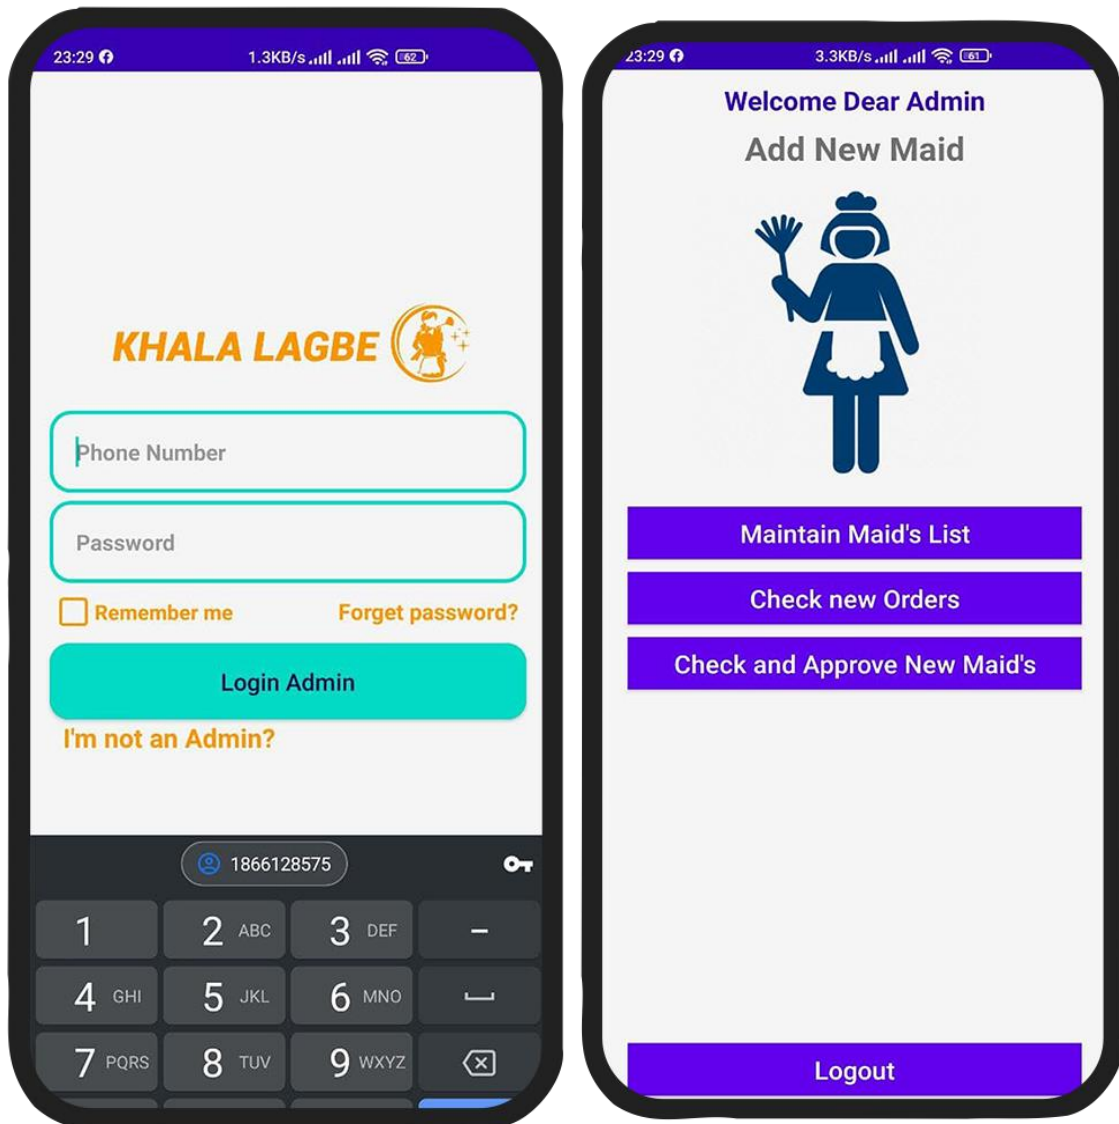 23:29 1.3KB/s 62
KHALA LAGBE
Phone Number
Password
Remember me Forget password?
Login Admin
I'm not an Admin?
1866128575
1 2 ABC 3 DEF –
4 GHI 5 JKL 6 MNO
7 PQRS 8 TUV 9 WXYZ
23:29 3.3KB/s 61
Welcome Dear Admin
Add New Maid
Maintain Maid's List
Check new Orders
Check and Approve New Maid's
Logout